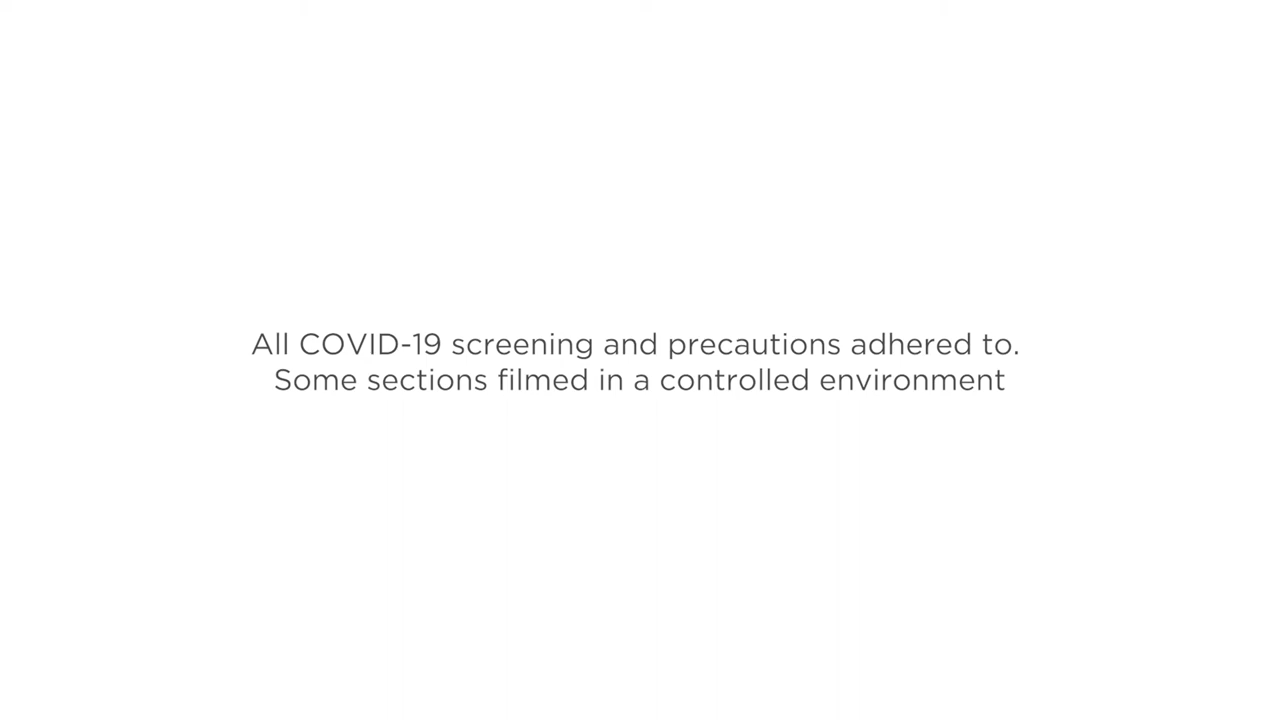 All COVID-19 screening and precautions adhered to.
Some sections filmed in a controlled environment